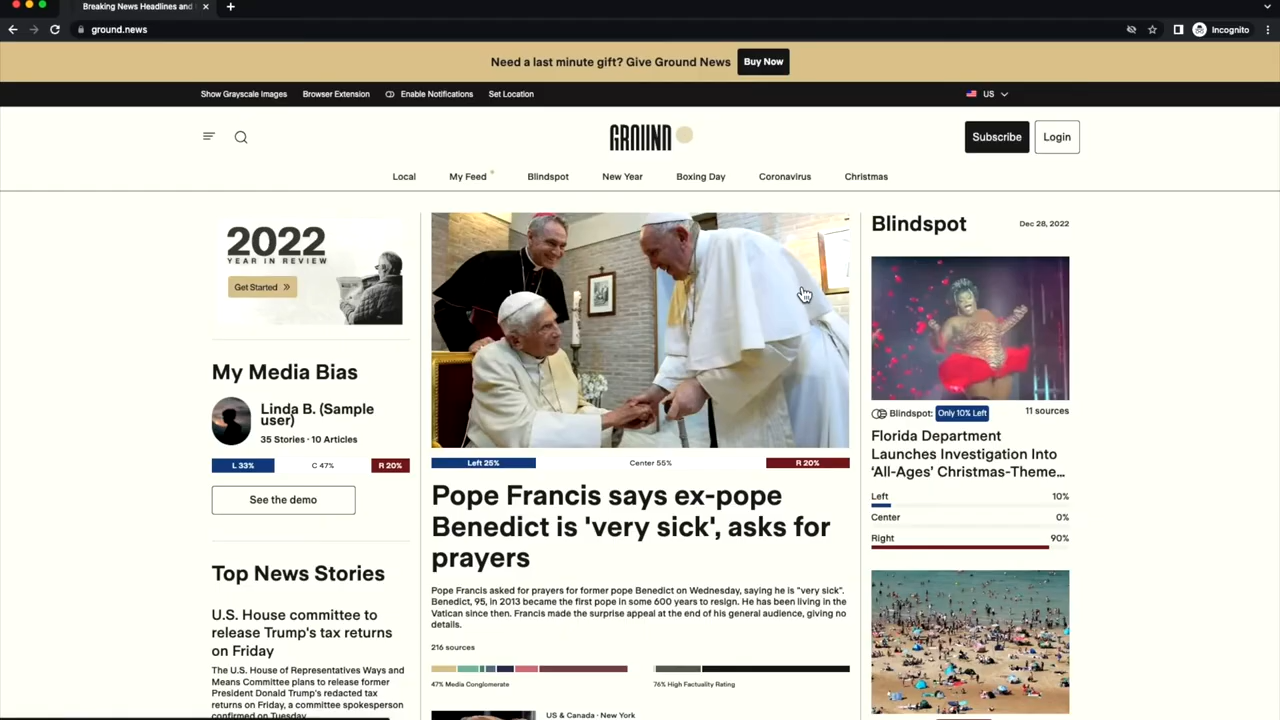 Breaking News Headlines and
ground.news
Incognito
Need a last minute gift? Give Ground News
Buy Now
Show Grayscale Images
Browser Extension
Enable Notifications
Set Location
US
GROUND
Subscribe
Login
Local
My Feed
Blindspot
New Year
Boxing Day
Coronavirus
Christmas
2022
YEAR IN REVIEW
Get Started »
My Media Bias
Linda B. (Sample
user)
35 Stories · 10 Articles
L 33%
C 47%
R 20%
See the demo
Top News Stories
U.S. House committee to
release Trump's tax returns
on Friday
The U.S. House of Representatives Ways and
Means Committee plans to release former
President Donald Trump's redacted tax
returns on Friday, a committee spokesperson
confirmed on Tuesday.
Left 25%
Center 55%
R 20%
Pope Francis says ex-pope
Benedict is 'very sick', asks for
prayers
Pope Francis asked for prayers for former pope Benedict on Wednesday, saying he is "very sick".
Benedict, 95, in 2013 became the first pope in some 600 years to resign. He has been living in the
Vatican since then. Francis made the surprise appeal at the end of his general audience, giving no
details.
216 sources
47% Media Conglomerate
76% High Factuality Rating
US & Canada · New York
Blindspot
Dec 28, 2022
Blindspot:
Only 10% Left
11 sources
Florida Department
Launches Investigation Into
‘All-Ages’ Christmas-Theme...
Left
10%
Center
0%
Right
90%